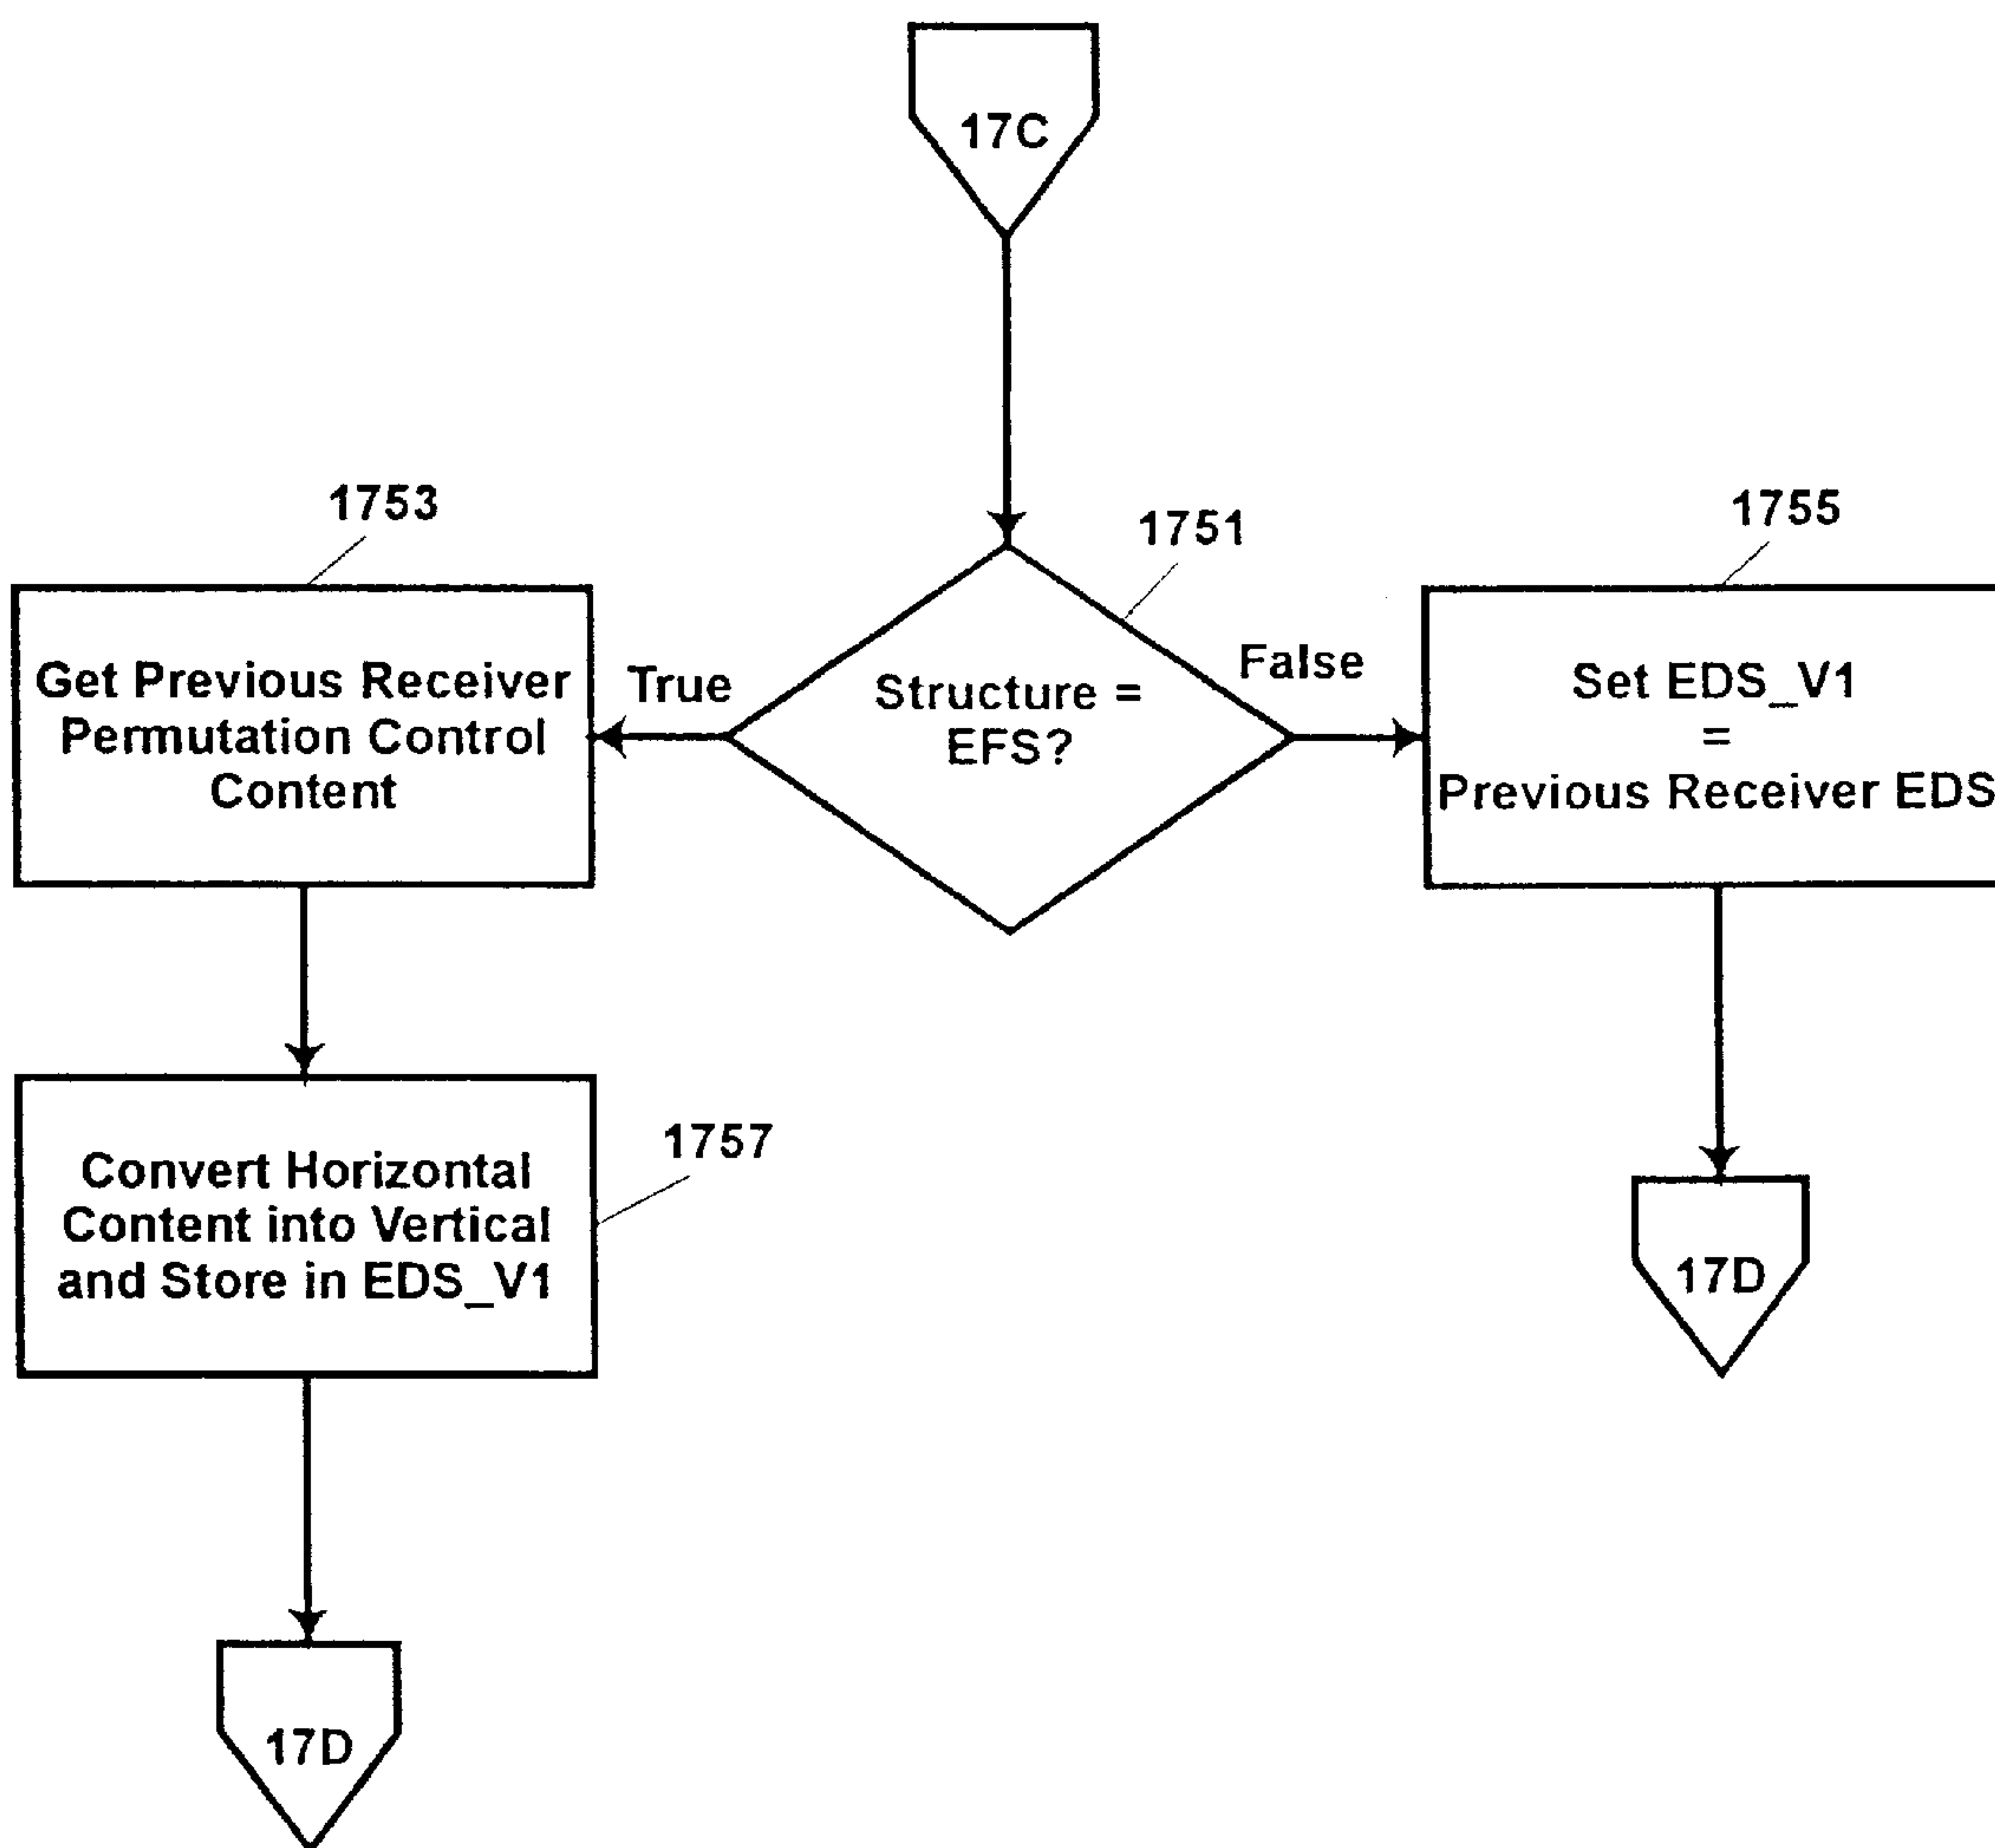 17C
1753
1751
1755
Get Previous Receiver
Permutation Control
Content
True
Structure =
EFS?
False
Set EDS_V1
=
Previous Receiver EDS
Convert Horizontal
Content into Vertical
and Store in EDS_V1
1757
17D
17D